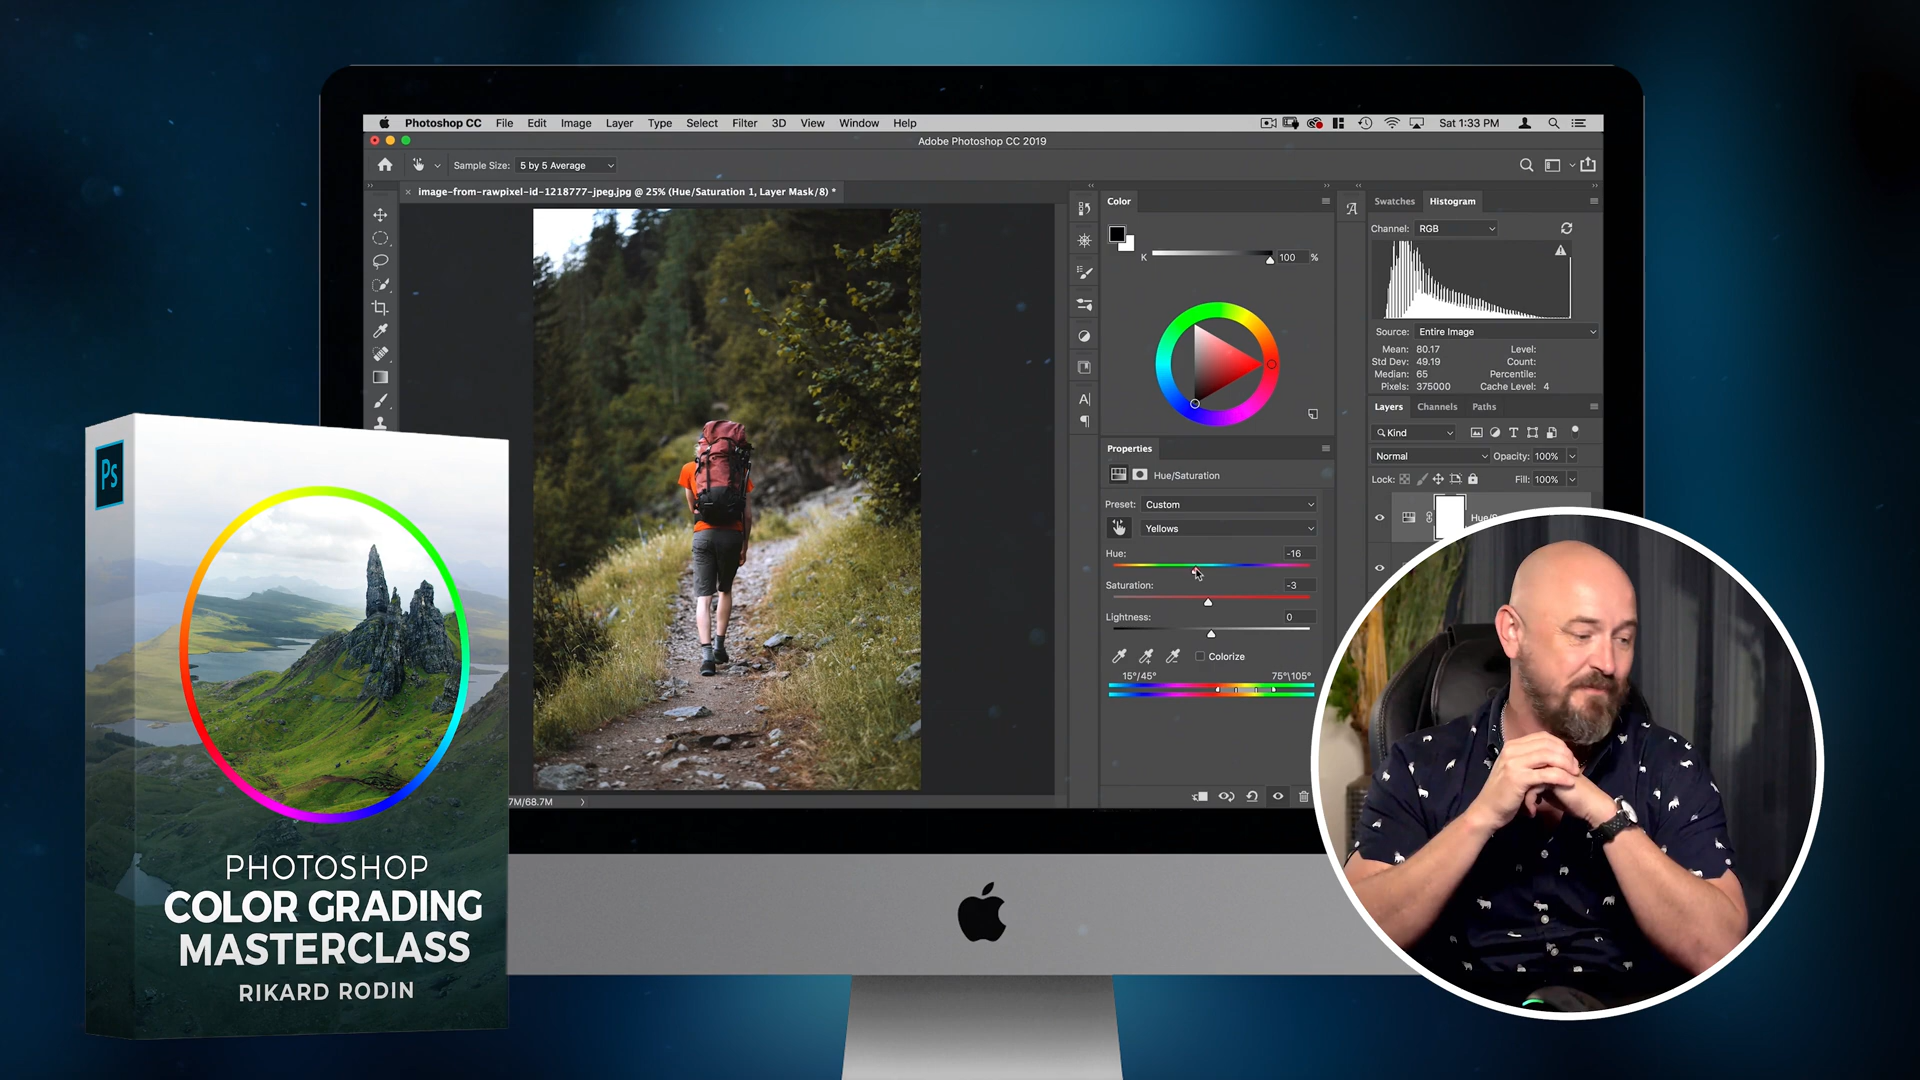 Photoshop CC File Edit Image Layer Type Select Filter 3D View Window Help Sat 1:33 PM
Adobe Photoshop CC 2019
Sample Size: 5 by 5 Average
× image-from-rawpixel-id-1218777-jpeg.jpg @ 25% (Hue/Saturation 1, Layer Mask/8) *
Color
K 100 %
Properties
Hue/Saturation
Preset: Custom
Yellows
Hue: -16
Saturation: -3
Lightness: 0
Colorize
15°/45° 75°\105°
A
A|
¶
Swatches Histogram
Channel: RGB
Source: Entire Image
Mean: 80.17 Level:
Std Dev: 49.19 Count:
Median: 65 Percentile:
Pixels: 375000 Cache Level: 4
Layers Channels Paths
Kind
Normal Opacity: 100%
Lock: Fill: 100%
7M/68.7M
Ps
PHOTOSHOP
COLOR GRADING
MASTERCLASS
RIKARD RODIN